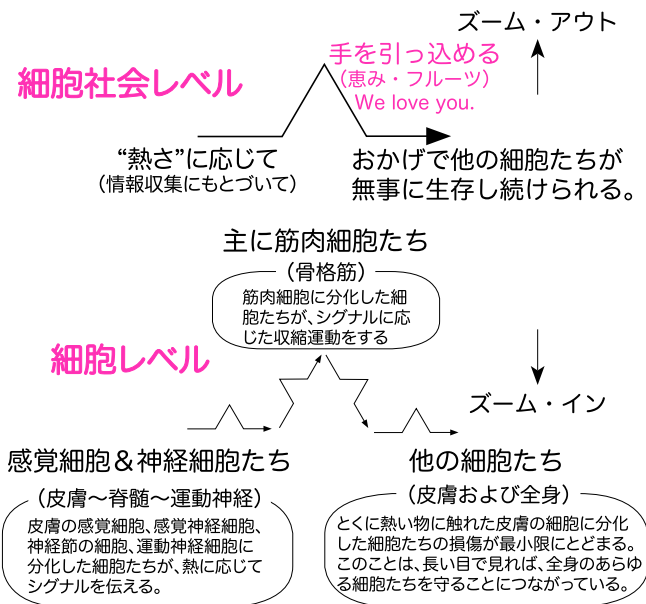 ズーム・アウト
細胞社会レベル
手を引っ込める
（恵み・フルーツ）
We love you.
“熱さ”に応じて
（情報収集にもとづいて）
おかげで他の細胞たちが
無事に生存し続けられる。
主に筋肉細胞たち
（骨格筋）
筋肉細胞に分化した細
胞たちが、シグナルに応
じた収縮運動をする
細胞レベル
ズーム・イン
感覚細胞＆神経細胞たち
（皮膚～脊髄～運動神経）
皮膚の感覚細胞、感覚神経細胞、
神経節の細胞、運動神経細胞に
分化した細胞たちが、熱に応じて
シグナルを伝える。
他の細胞たち
（皮膚および全身）
とくに熱い物に触れた皮膚の細胞に分化
した細胞たちの損傷が最小限にとどまる。
このことは、長い目で見れば、全身のあらゆ
る細胞たちを守ることにつながっている。